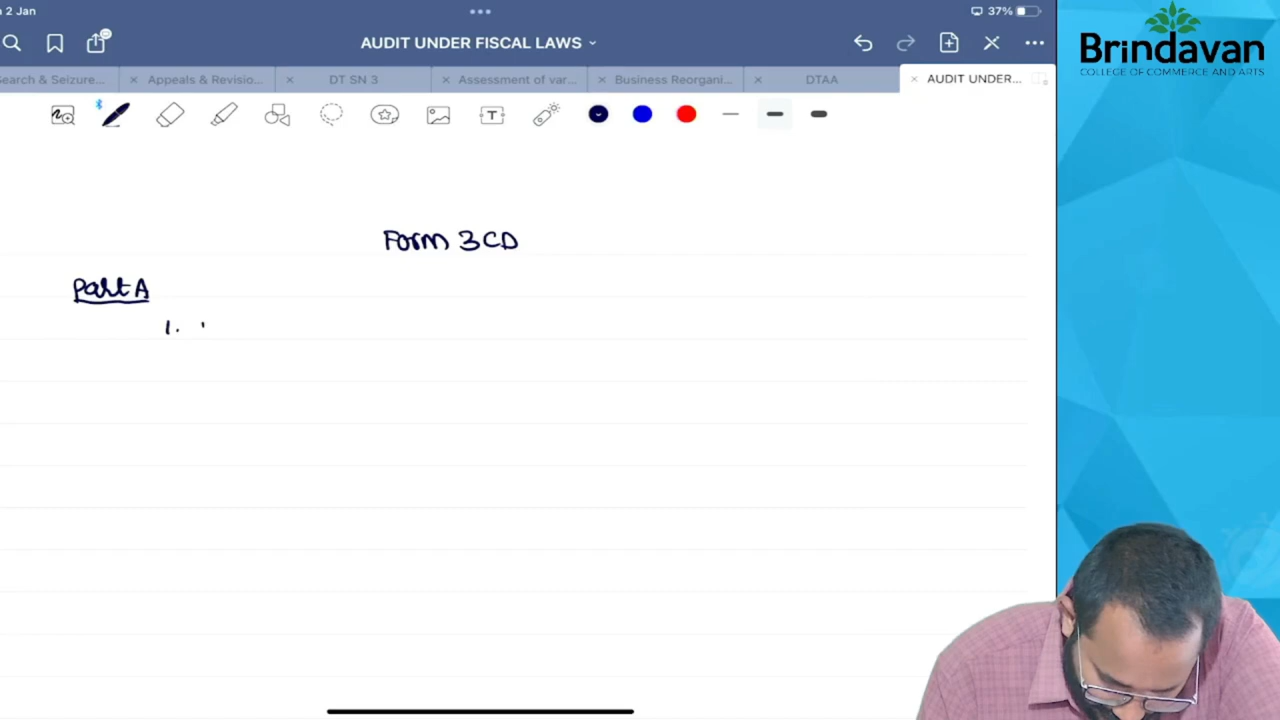 2 Jan
37%
AUDIT UNDER FISCAL LAWS
earch & Seizure...
Appeals & Revisio...
DT SN 3
Assessment of var...
Business Reorgani...
DTAA
AUDIT UNDER...
T
Brindavan
COLLEGE OF COMMERCE AND ARTS
Form 3CD
Part A
1.